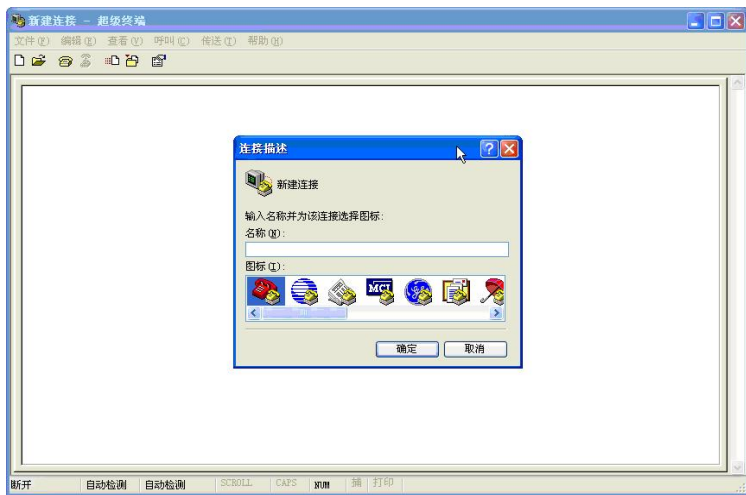 新建连接 - 超级终端
文件(F) 编辑(E) 查看(V) 呼叫(C) 传送(T) 帮助(H)
连接描述
新建连接
输入名称并为该连接选择图标:
名称(N):
图标(I):
MCI
确定 取消
断开 自动检测 自动检测 SCROLL CAPS NUM 捕 打印